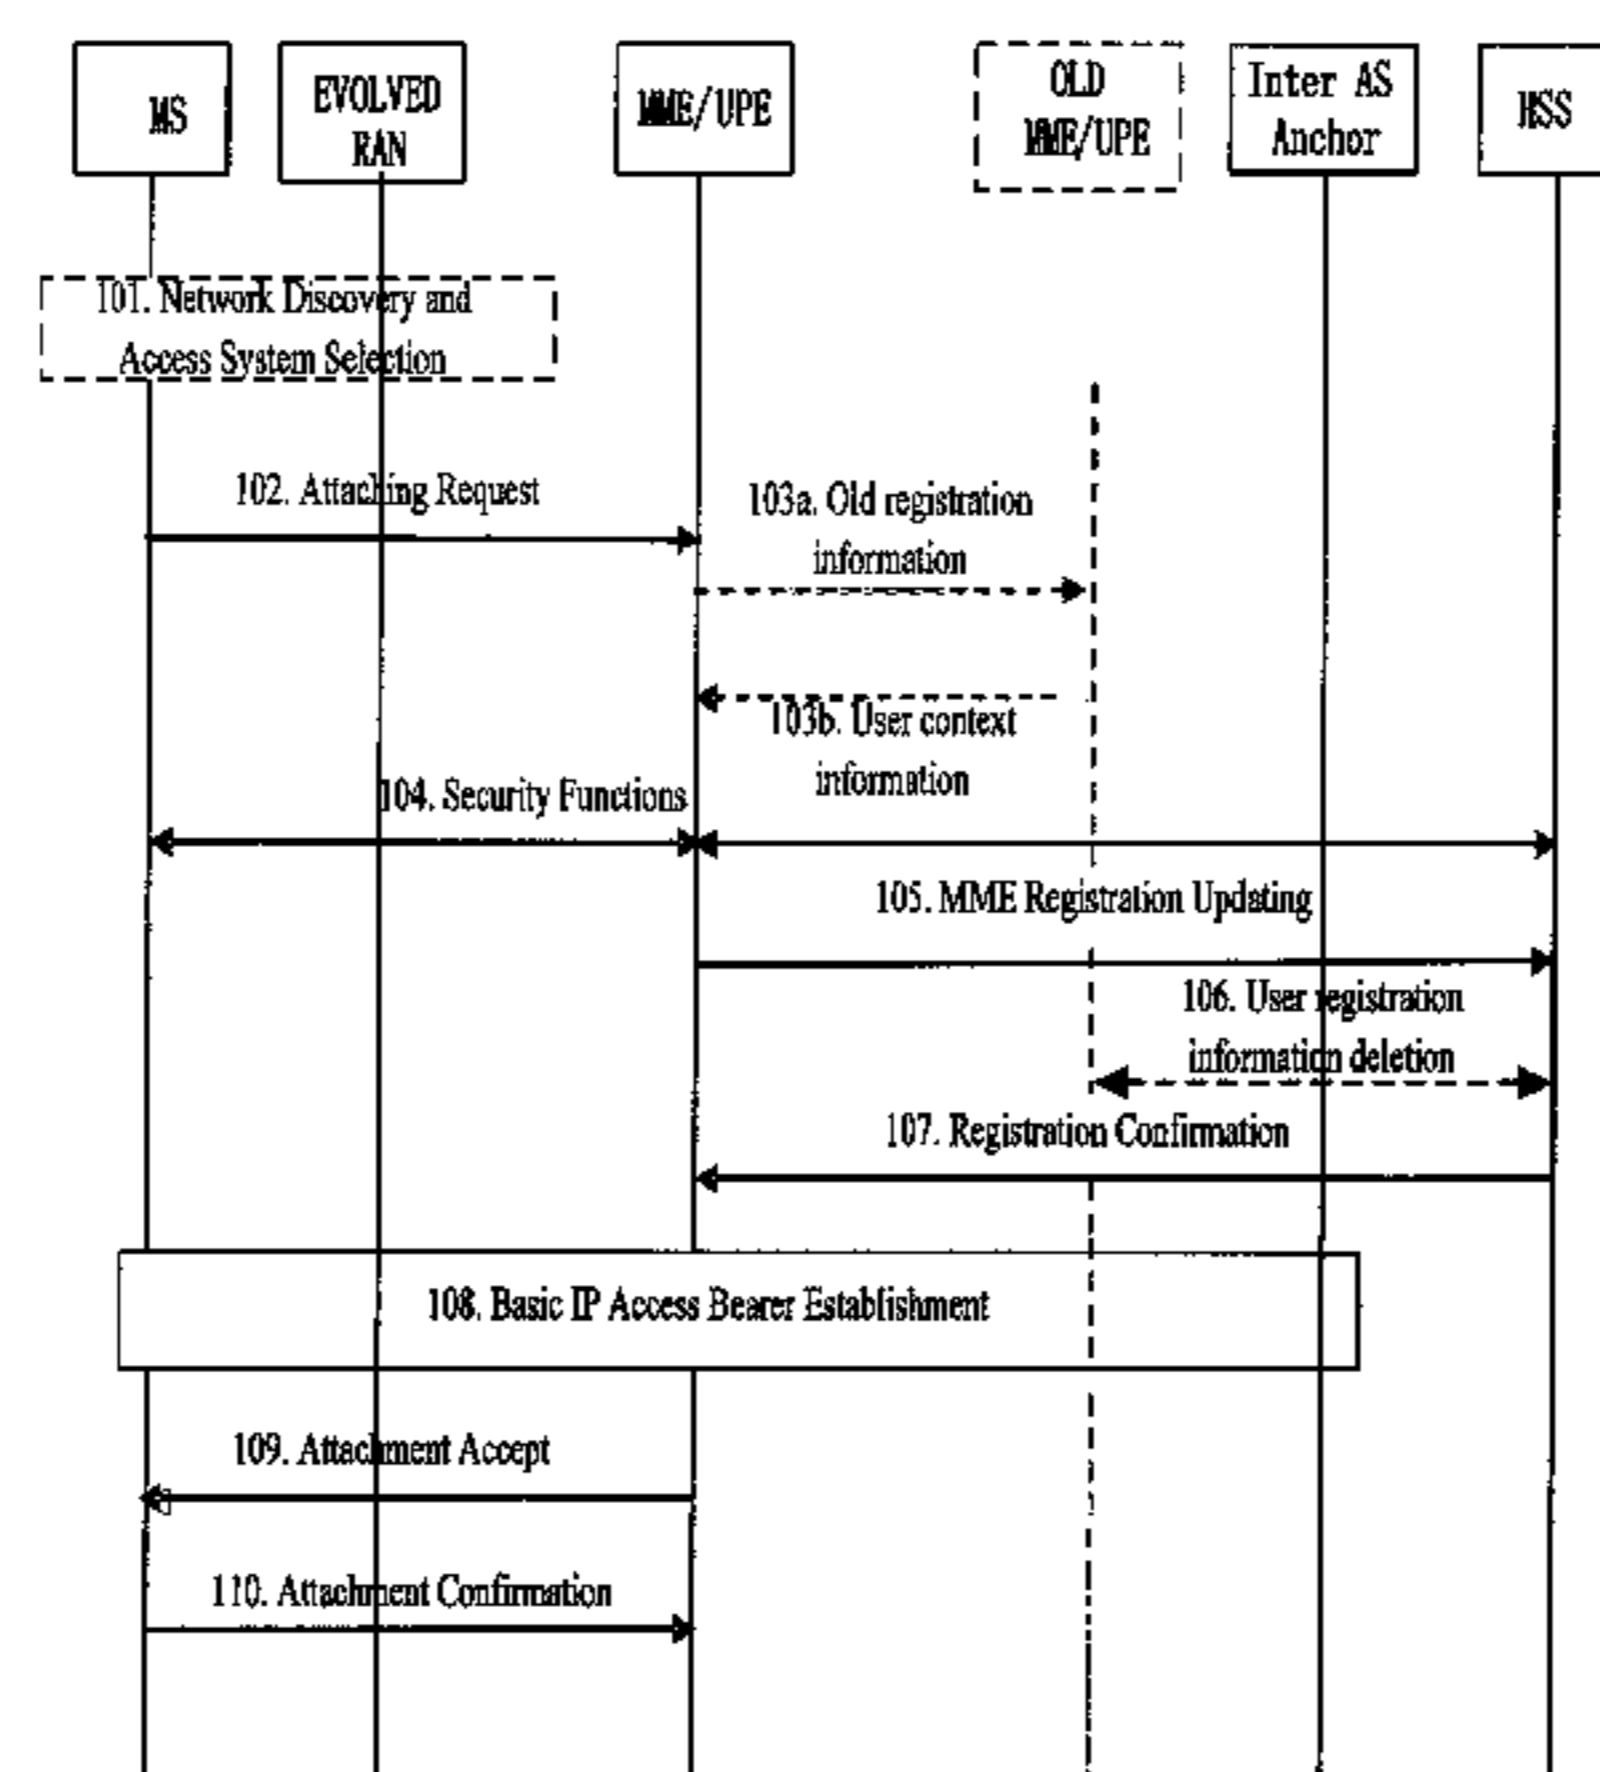 MS
EVOLVED
RAN
MME/UPE
OLD
MME/UPE
Inter AS
Anchor
HSS
101. Network Discovery and
Access System Selection
102. Attaching Request
103a. Old registration
information
103b. User context
information
104. Security Functions
105. MME Registration Updating
106. User registration
information deletion
107. Registration Confirmation
108. Basic IP Access Bearer Establishment
109. Attachment Accept
110. Attachment Confirmation